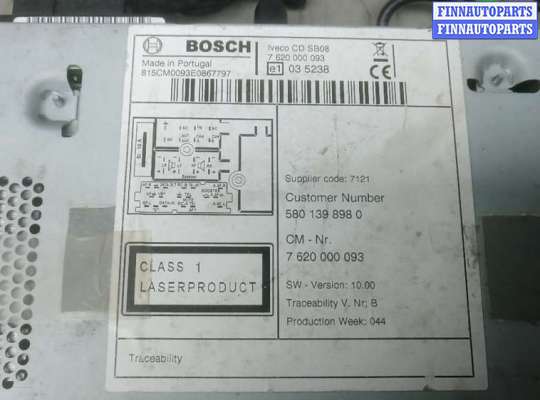 FINNAUTOPARTS
FINNAUTOPARTS
FINNAUTOPARTS
BOSCH
Iveco CD SB08
7 620 000 093
Made in Portugal
815CM0093E0867797
e1 03 5238
CE
Supplier code: 7121
Customer Number
580 139 898 0
CM - Nr.
7 620 000 093
CLASS 1
LASERPRODUCT
SW - Version: 10.00
Traceability V. Nr; B
Production Week: 044
Traceability